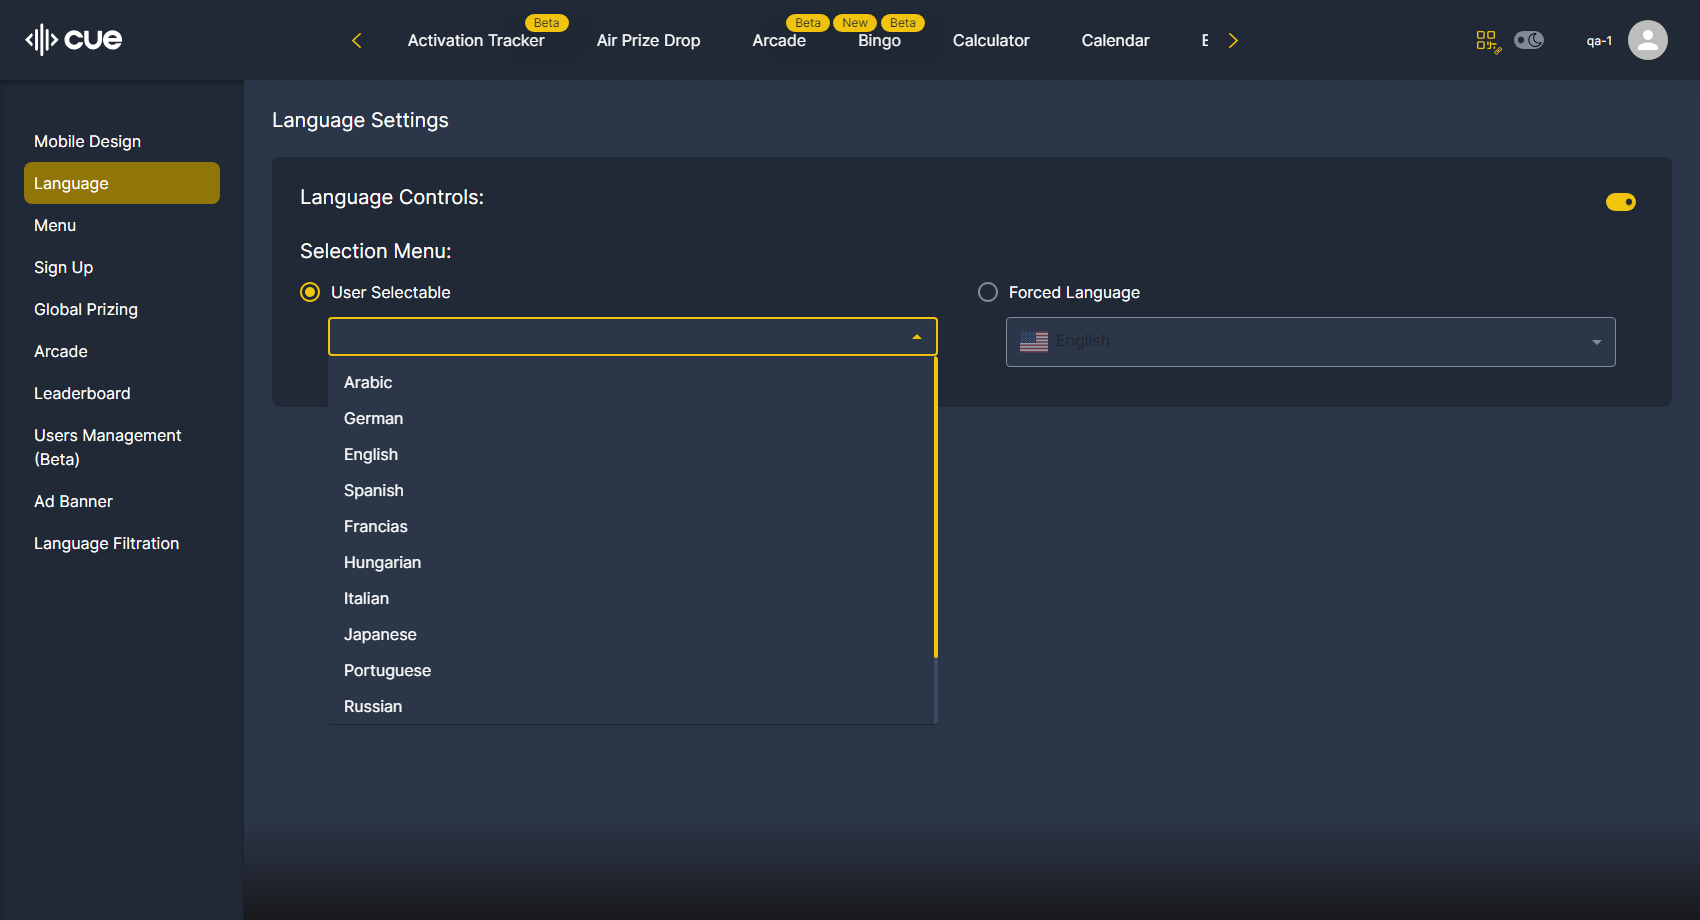 cue
Activation Tracker
Beta
Air Prize Drop
Arcade
Beta
New
Bingo
Beta
Calculator
Calendar
qa-1
Mobile Design
Language
Menu
Sign Up
Global Prizing
Arcade
Leaderboard
Users Management
(Beta)
Ad Banner
Language Filtration
Language Settings
Language Controls:
Selection Menu:
User Selectable
Forced Language
English
Arabic
German
English
Spanish
Francias
Hungarian
Italian
Japanese
Portuguese
Russian